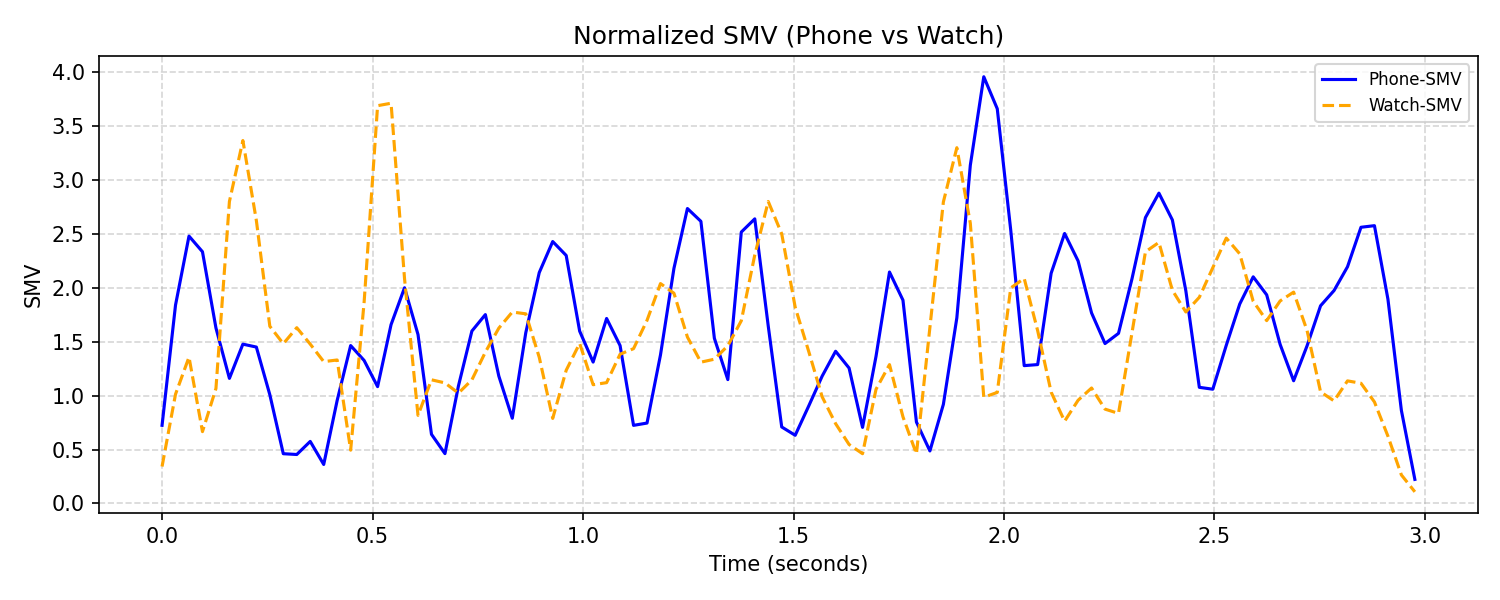 Normalized SMV (Phone vs Watch)
Phone-SMV
Watch-SMV
SMV
4.0
3.5
3.0
2.5
2.0
1.5
1.0
0.5
0.0
0.0 0.5 1.0 1.5 2.0 2.5 3.0
Time (seconds)